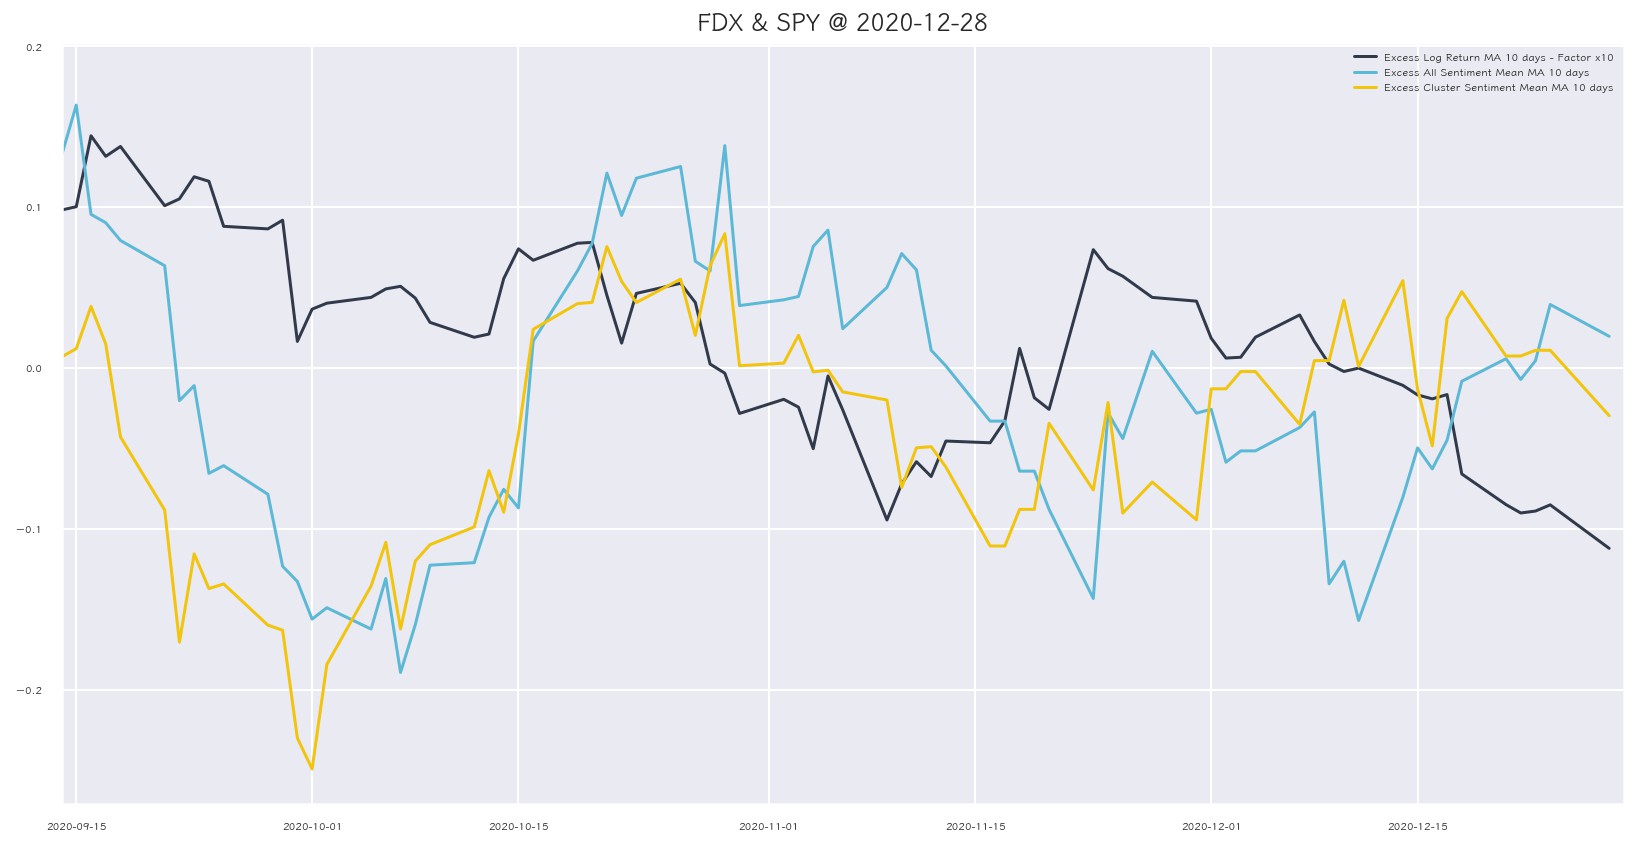 FDX & SPY @ 2020-12-28
Excess Log Return MA 10 days - Factor x10
Excess All Sentiment Mean MA 10 days
Excess Cluster Sentiment Mean MA 10 days
0.2
0.1
0.0
−0.1
−0.2
2020-09-15 2020-10-01 2020-10-15 2020-11-01 2020-11-15 2020-12-01 2020-12-15